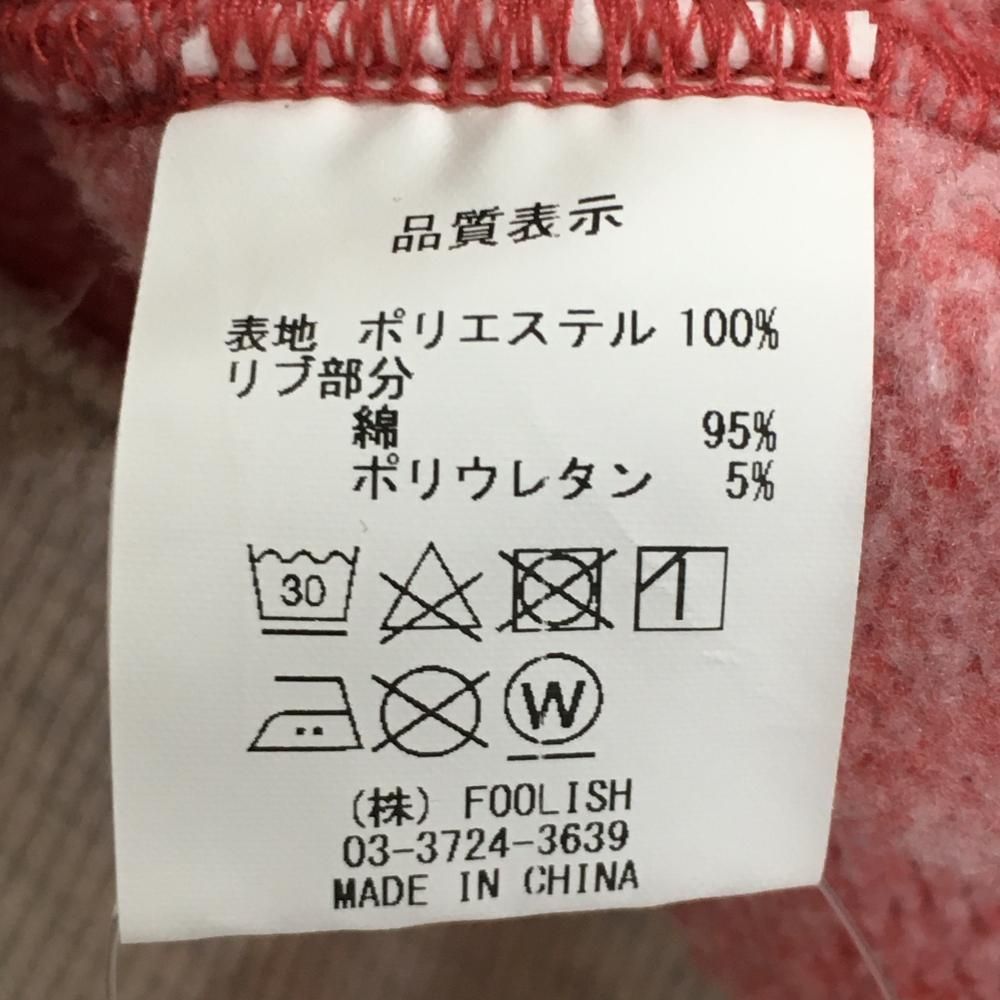 品質表示
表地 ポリエステル 100%
リブ部分
綿 95%
ポリウレタン 5%
30
W
(株) FOOLISH
03-3724-3639
MADE IN CHINA